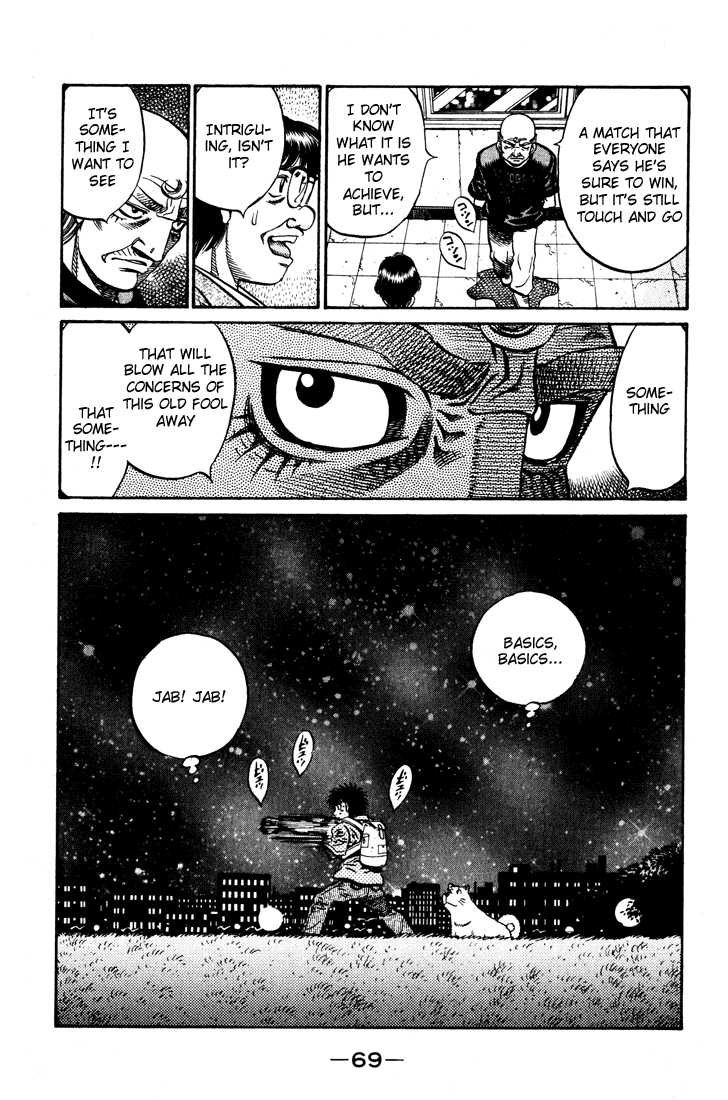 A MATCH THAT
EVERYONE
SAYS HE'S
SURE TO WIN,
BUT IT'S STILL
TOUCH AND GO
I DON'T
KNOW
WHAT IT IS
HE WANTS
TO
ACHIEVE,
BUT...
INTRIGU-
ING, ISN'T
IT?
IT'S
SOME-
THING I
WANT TO
SEE
SOME-
THING
THAT WILL
BLOW ALL THE
CONCERNS OF
THIS OLD FOOL
AWAY
THAT
SOME-
THING---
!!
BASICS,
BASICS...
JAB! JAB!
—69—